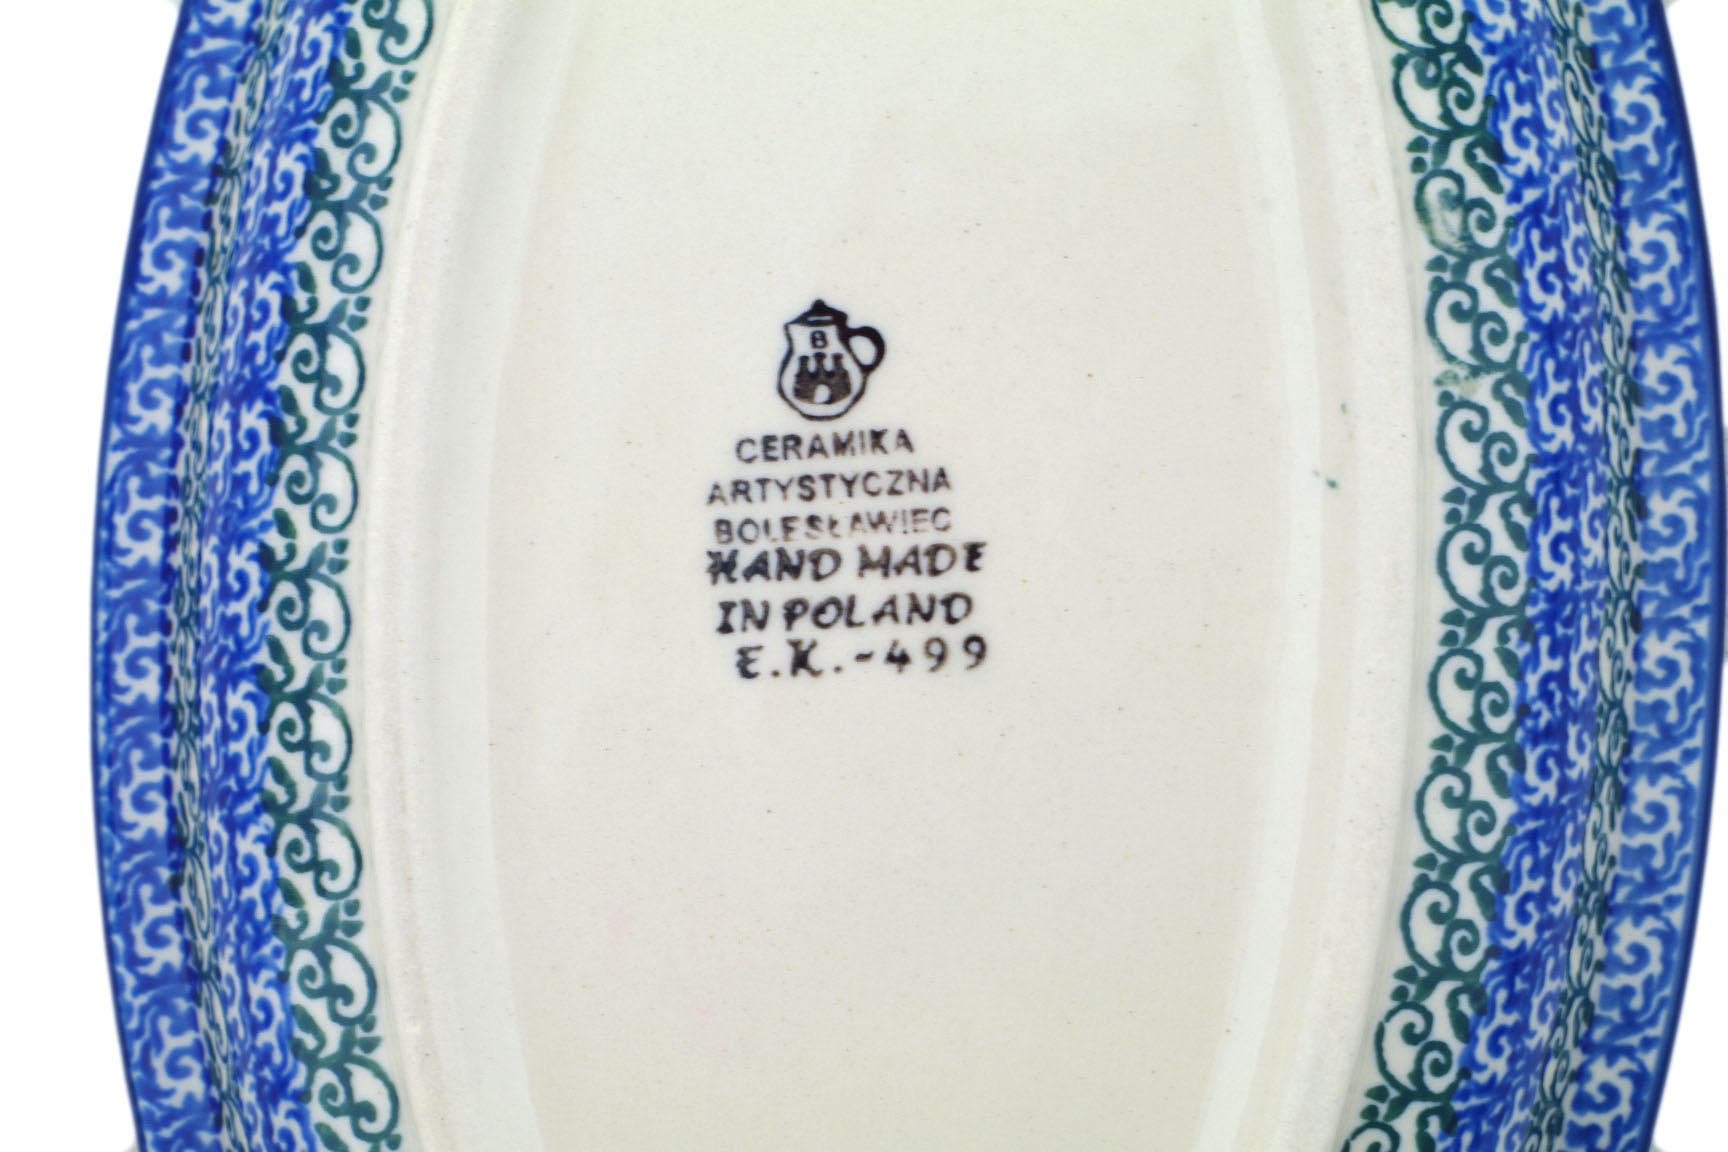 B
CERAMIKA
ARTYSTYCZNA
BOLESŁAWIEC
HAND MADE
IN POLAND
E.K.-499